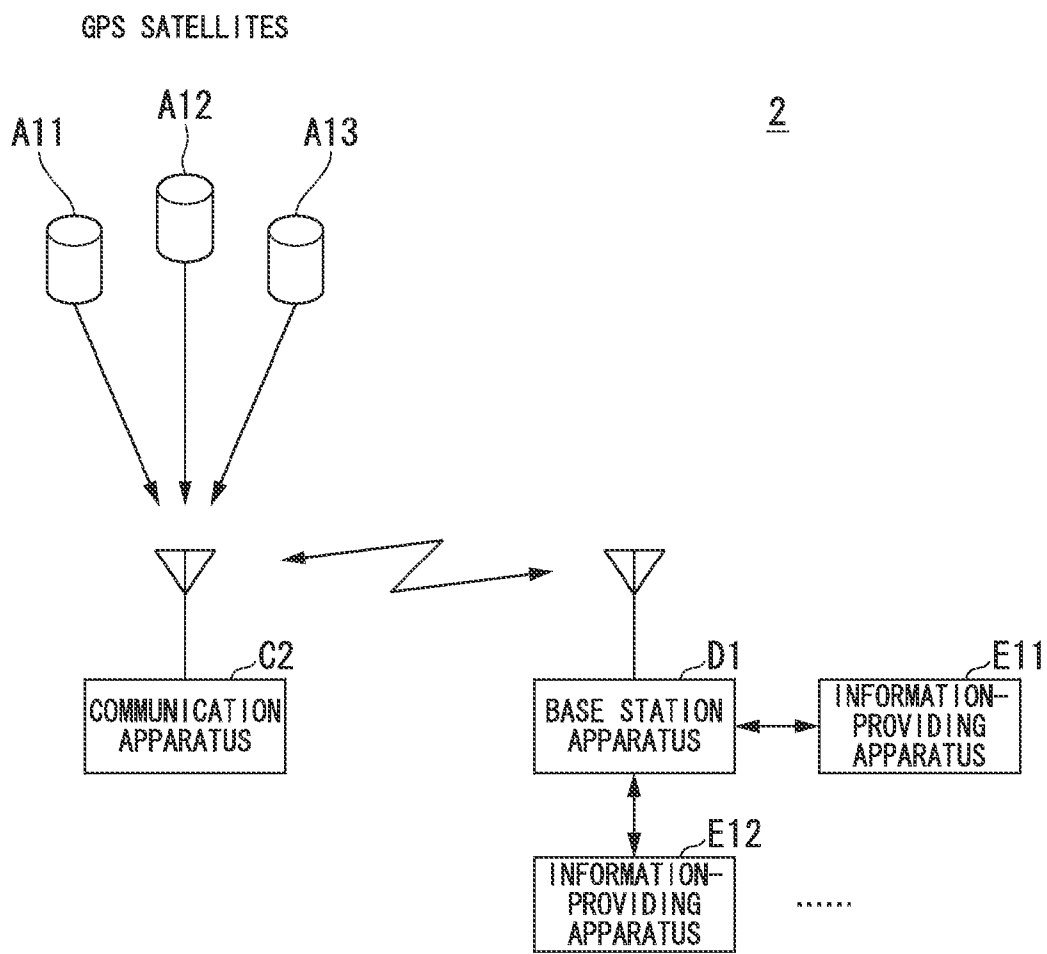 GPS SATELLITES
A11
A12
A13
2
C2
COMMUNICATION
APPARATUS
D1
BASE STATION
APPARATUS
E11
INFORMATION-
PROVIDING
APPARATUS
E12
INFORMATION-
PROVIDING
APPARATUS
......